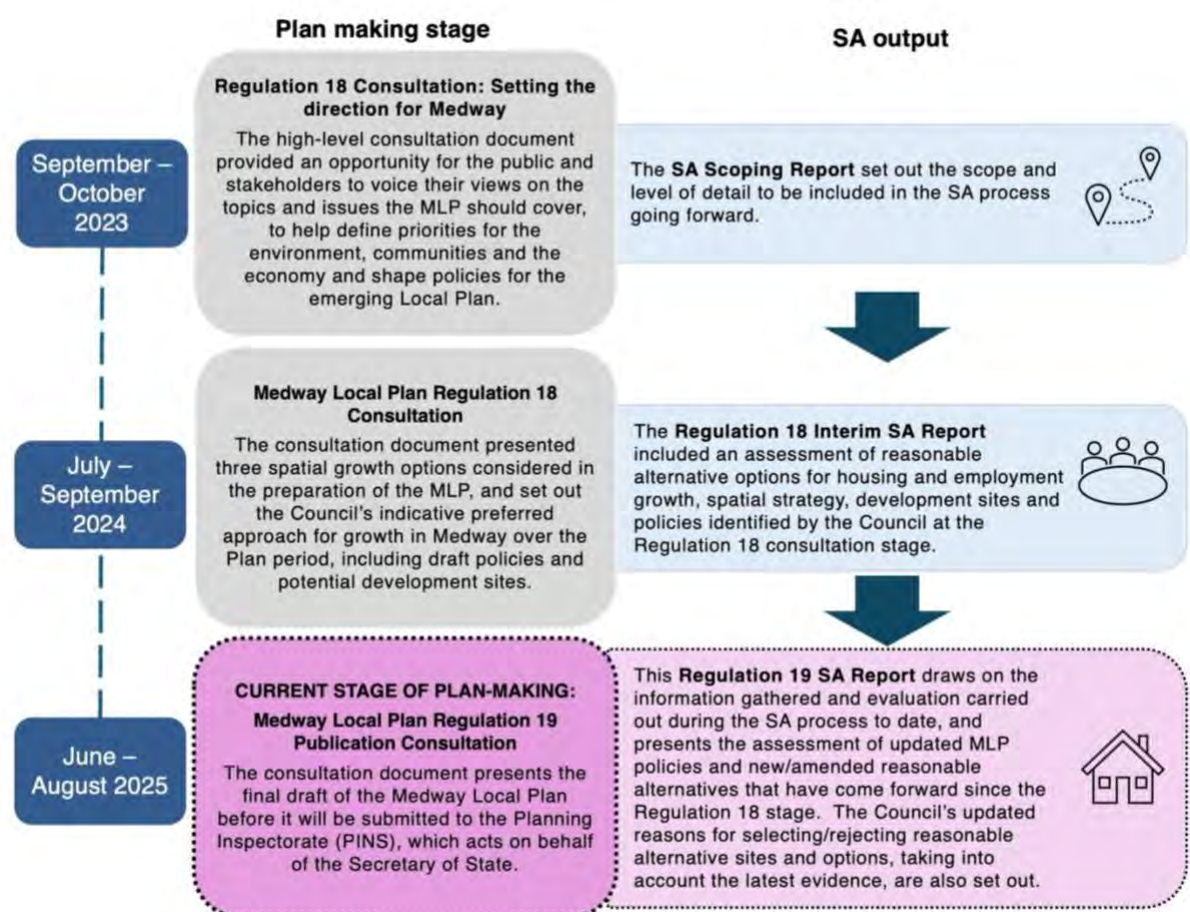 Plan making stage
SA output
September –
October
2023
Regulation 18 Consultation: Setting the
direction for Medway
The high-level consultation document
provided an opportunity for the public and
stakeholders to voice their views on the
topics and issues the MLP should cover,
to help define priorities for the
environment, communities and the
economy and shape policies for the
emerging Local Plan.
The SA Scoping Report set out the scope and
level of detail to be included in the SA process
going forward.
July –
September
2024
Medway Local Plan Regulation 18
Consultation
The consultation document presented
three spatial growth options considered in
the preparation of the MLP, and set out
the Council's indicative preferred
approach for growth in Medway over the
Plan period, including draft policies and
potential development sites.
The Regulation 18 Interim SA Report
included an assessment of reasonable
alternative options for housing and employment
growth, spatial strategy, development sites and
policies identified by the Council at the
Regulation 18 consultation stage.
June –
August 2025
CURRENT STAGE OF PLAN-MAKING:
Medway Local Plan Regulation 19
Publication Consultation
The consultation document presents the
final draft of the Medway Local Plan
before it will be submitted to the Planning
Inspectorate (PINS), which acts on behalf
of the Secretary of State.
This Regulation 19 SA Report draws on the
information gathered and evaluation carried
out during the SA process to date, and
presents the assessment of updated MLP
policies and new/amended reasonable
alternatives that have come forward since the
Regulation 18 stage.  The Council's updated
reasons for selecting/rejecting reasonable
alternative sites and options, taking into
account the latest evidence, are also set out.